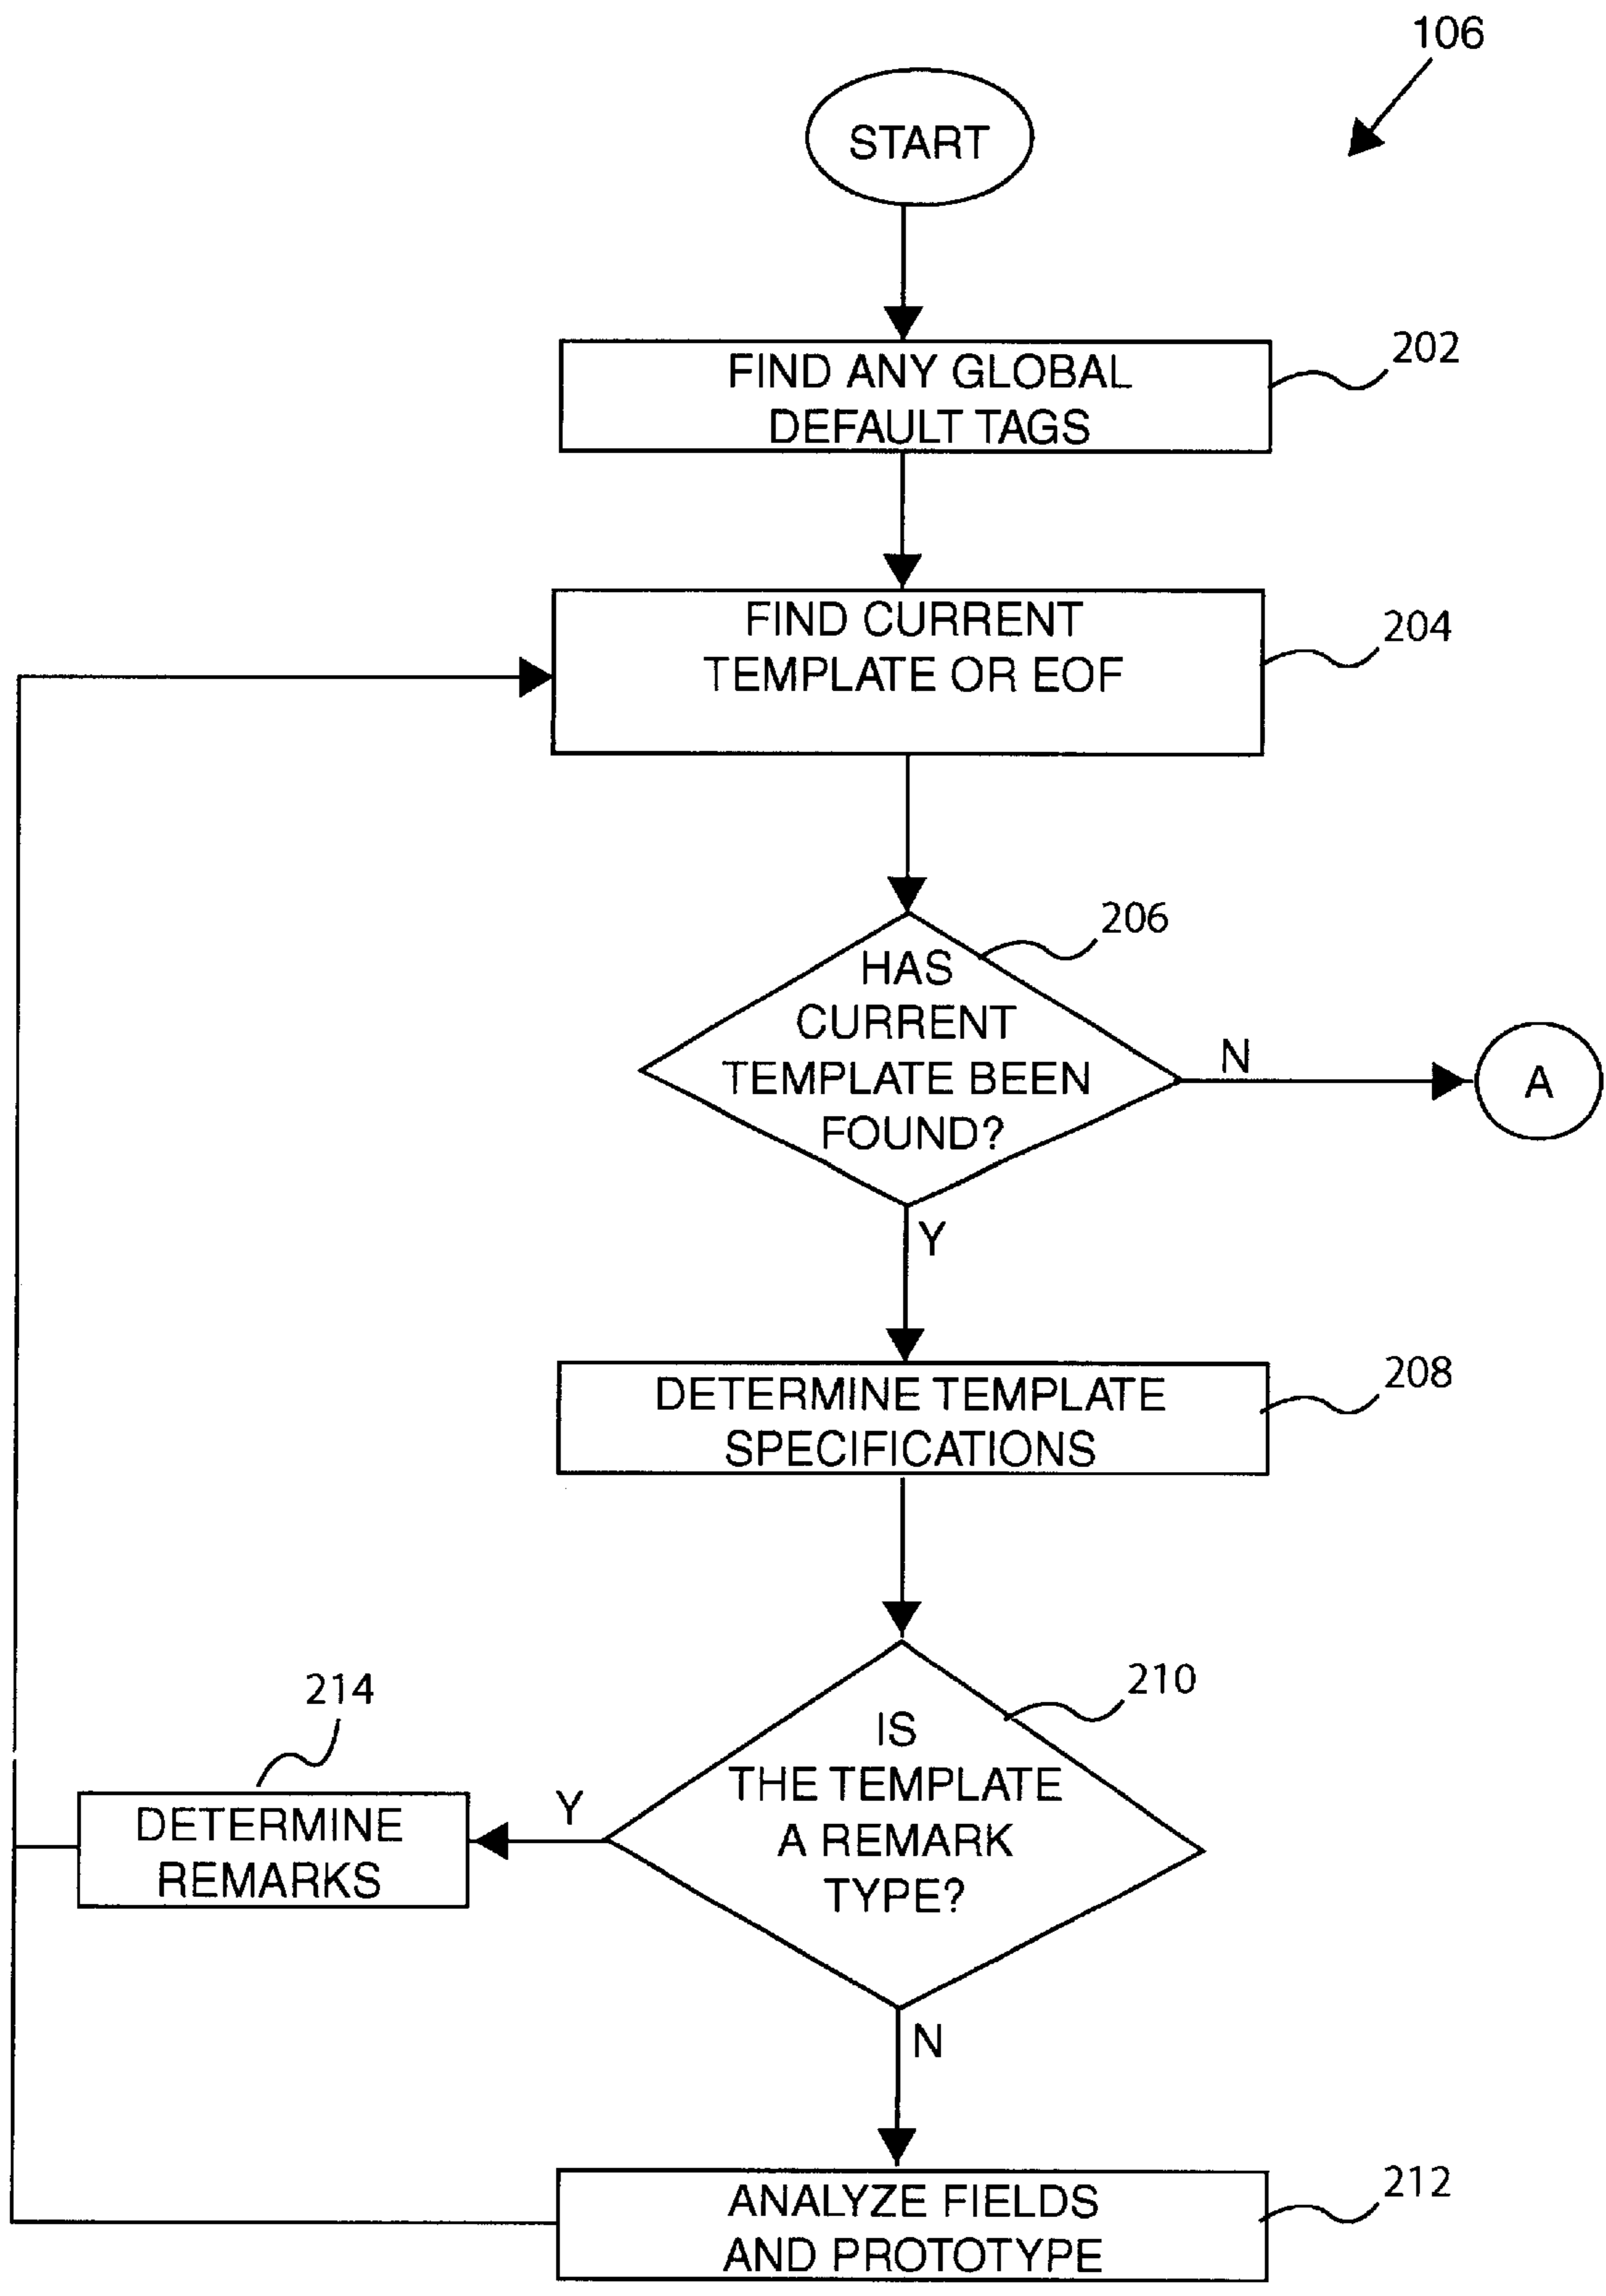 106
START
202
FIND ANY GLOBAL
DEFAULT TAGS
204
FIND CURRENT
TEMPLATE OR EOF
206
HAS
CURRENT
TEMPLATE BEEN
FOUND?
N
A
Y
208
DETERMINE TEMPLATE
SPECIFICATIONS
210
214
IS
THE TEMPLATE
A REMARK
TYPE?
Y
DETERMINE
REMARKS
N
212
ANALYZE FIELDS
AND PROTOTYPE